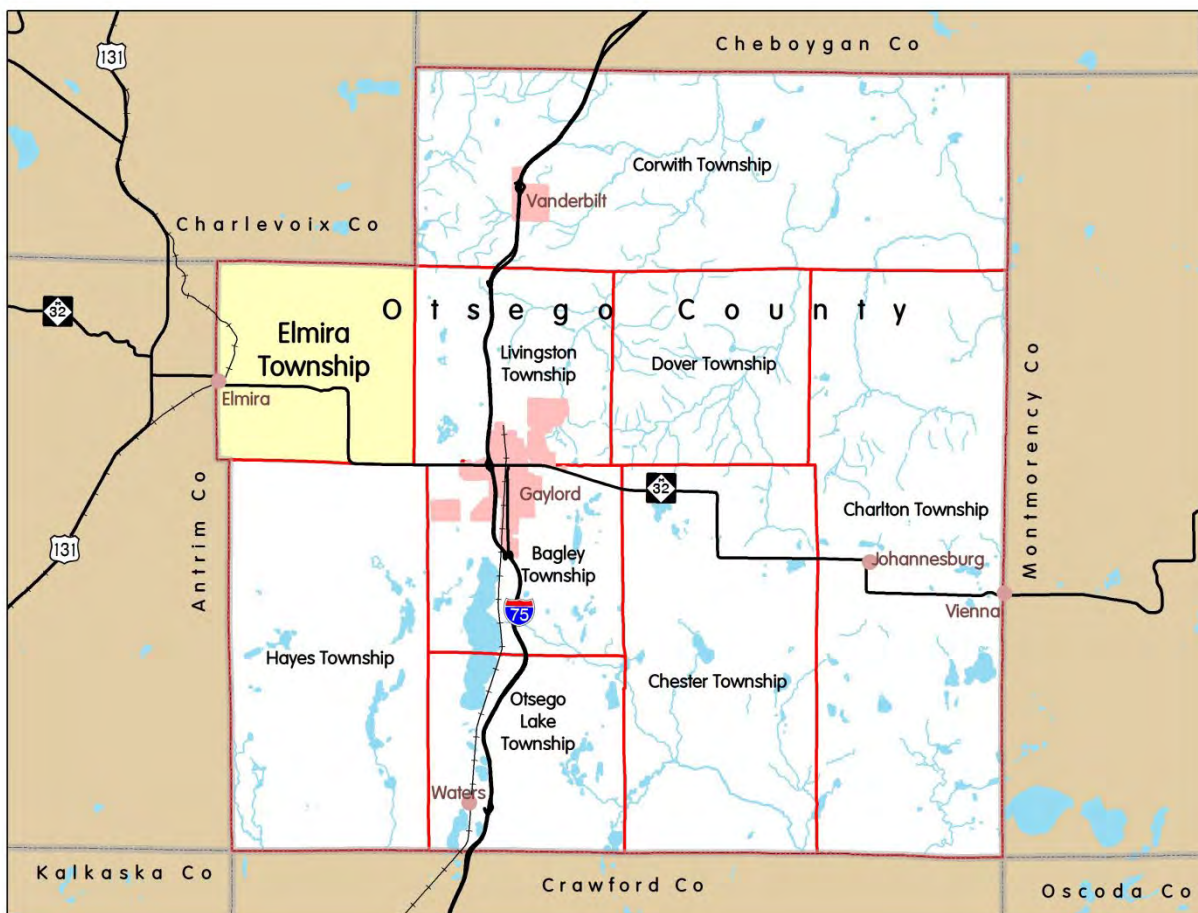 131
Cheboygan Co
Corwith Township
Vanderbilt
Charlevoix Co
Otsego County
M
32
Elmira
Township
Livingston
Township
Dover Township
Elmira
Montmorency Co
Antrim Co
Gaylord
M
32
Charlton Township
131
Bagley
Township
Johannesburg
75
Vienna
Hayes Township
Chester Township
Otsego
Lake
Township
Waters
Kalkaska Co
Crawford Co
Oscoda Co